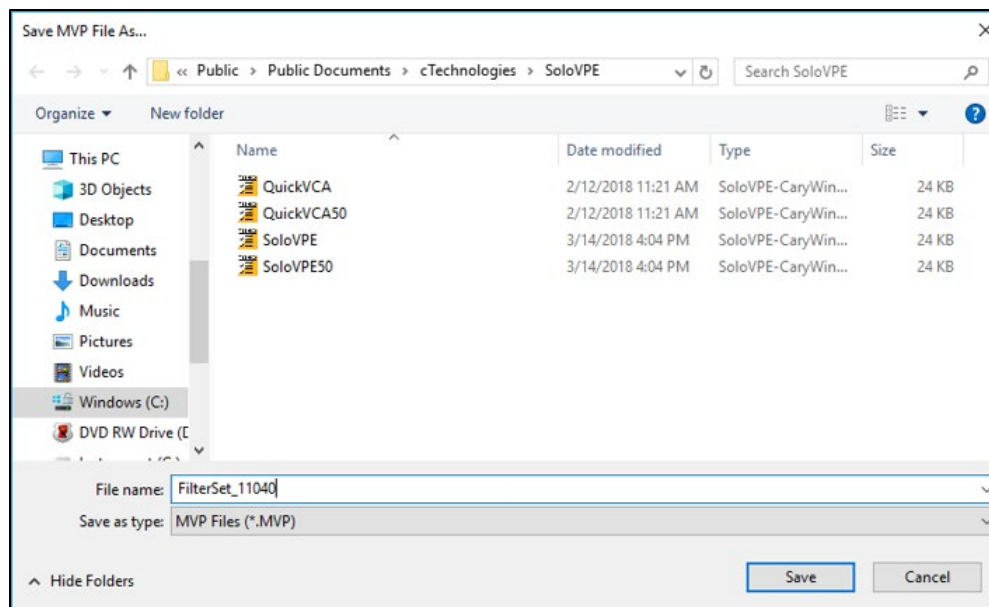 Save MVP File As...
« Public > Public Documents > cTechnologies > SoloVPE
Search SoloVPE
Organize
New folder
Name Date modified Type Size
This PC
3D Objects
Desktop
Documents
Downloads
Music
Pictures
Videos
Windows (C:)
DVD RW Drive (D
QuickVCA 2/12/2018 11:21 AM SoloVPE-CaryWin... 24 KB
QuickVCA50 2/12/2018 11:21 AM SoloVPE-CaryWin... 24 KB
SoloVPE 3/14/2018 4:04 PM SoloVPE-CaryWin... 24 KB
SoloVPE50 3/14/2018 4:04 PM SoloVPE-CaryWin... 24 KB
File name: FilterSet_11040
Save as type: MVP Files (*.MVP)
Hide Folders
Save
Cancel